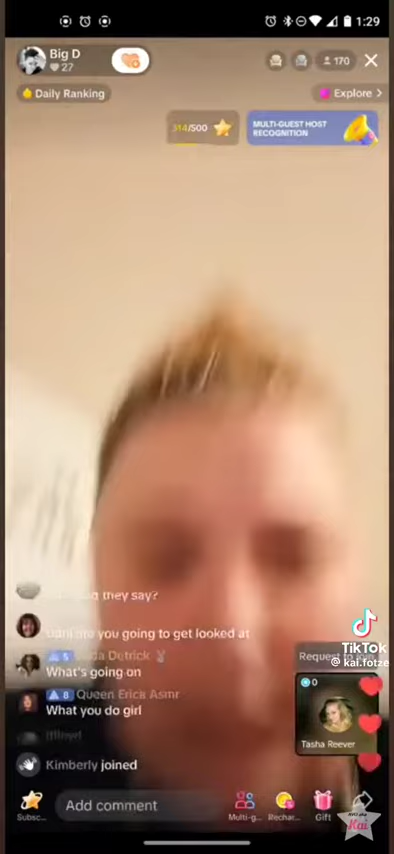 1:29
Big D
27
170
Daily Ranking
Explore >
314/500
MULTI-GUEST HOST
RECOGNITION
they say?
you going to get looked at
5
Detrick
What's going on
8 Queen Erica Asmr
What you do girl
Kimberly joined
Request to join
TikTok
@kai.fotze
0
Tasha Reever
Subsc...
Add comment
Multi-g...
Rechar...
Gift
Kai